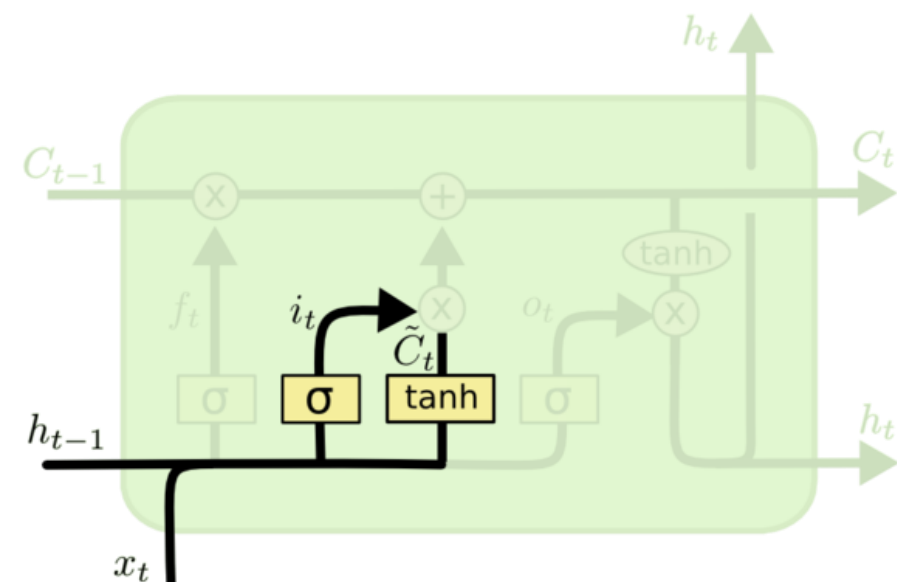 h_t
C_{t-1}
C_t
×
+
tanh
f_t
i_t
×
o_t
×
C̃_t
σ
σ
tanh
σ
h_{t-1}
h_t
x_t